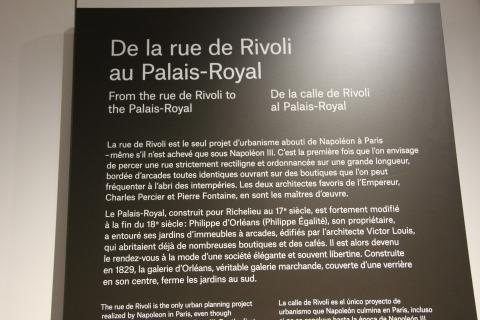 De la rue de Rivoli
au Palais-Royal
From the rue de Rivoli to
the Palais-Royal
De la calle de Rivoli
al Palais-Royal
La rue de Rivoli est le seul projet d'urbanisme abouti de Napoléon à Paris
– même s'il n'est achevé que sous Napoléon III. C'est la première fois que l'on envisage
de percer une rue strictement rectiligne et ordonnancée sur une grande longueur,
bordée d'arcades toutes identiques ouvrant sur des boutiques que l'on peut
fréquenter à l'abri des intempéries. Les deux architectes favoris de l'Empereur,
Charles Percier et Pierre Fontaine, en sont les maîtres d'œuvre.
Le Palais-Royal, construit pour Richelieu au 17e siècle, est fortement modifié
à la fin du 18e siècle : Philippe d'Orléans (Philippe Égalité), son propriétaire,
a entouré ses jardins d'immeubles à arcades, édifiés par l'architecte Victor Louis,
qui abritaient déjà de nombreuses boutiques et des cafés. Il est alors devenu
le rendez-vous à la mode d'une société élégante et souvent libertine. Construite
en 1829, la galerie d'Orléans, véritable galerie marchande, couverte d'une verrière
en son centre, ferme les jardins au sud.
The rue de Rivoli is the only urban planning project
realized by Napoleon in Paris, even though
La calle de Rivoli es el único proyecto de
urbanismo que Napoleón culmina en Paris, incluso